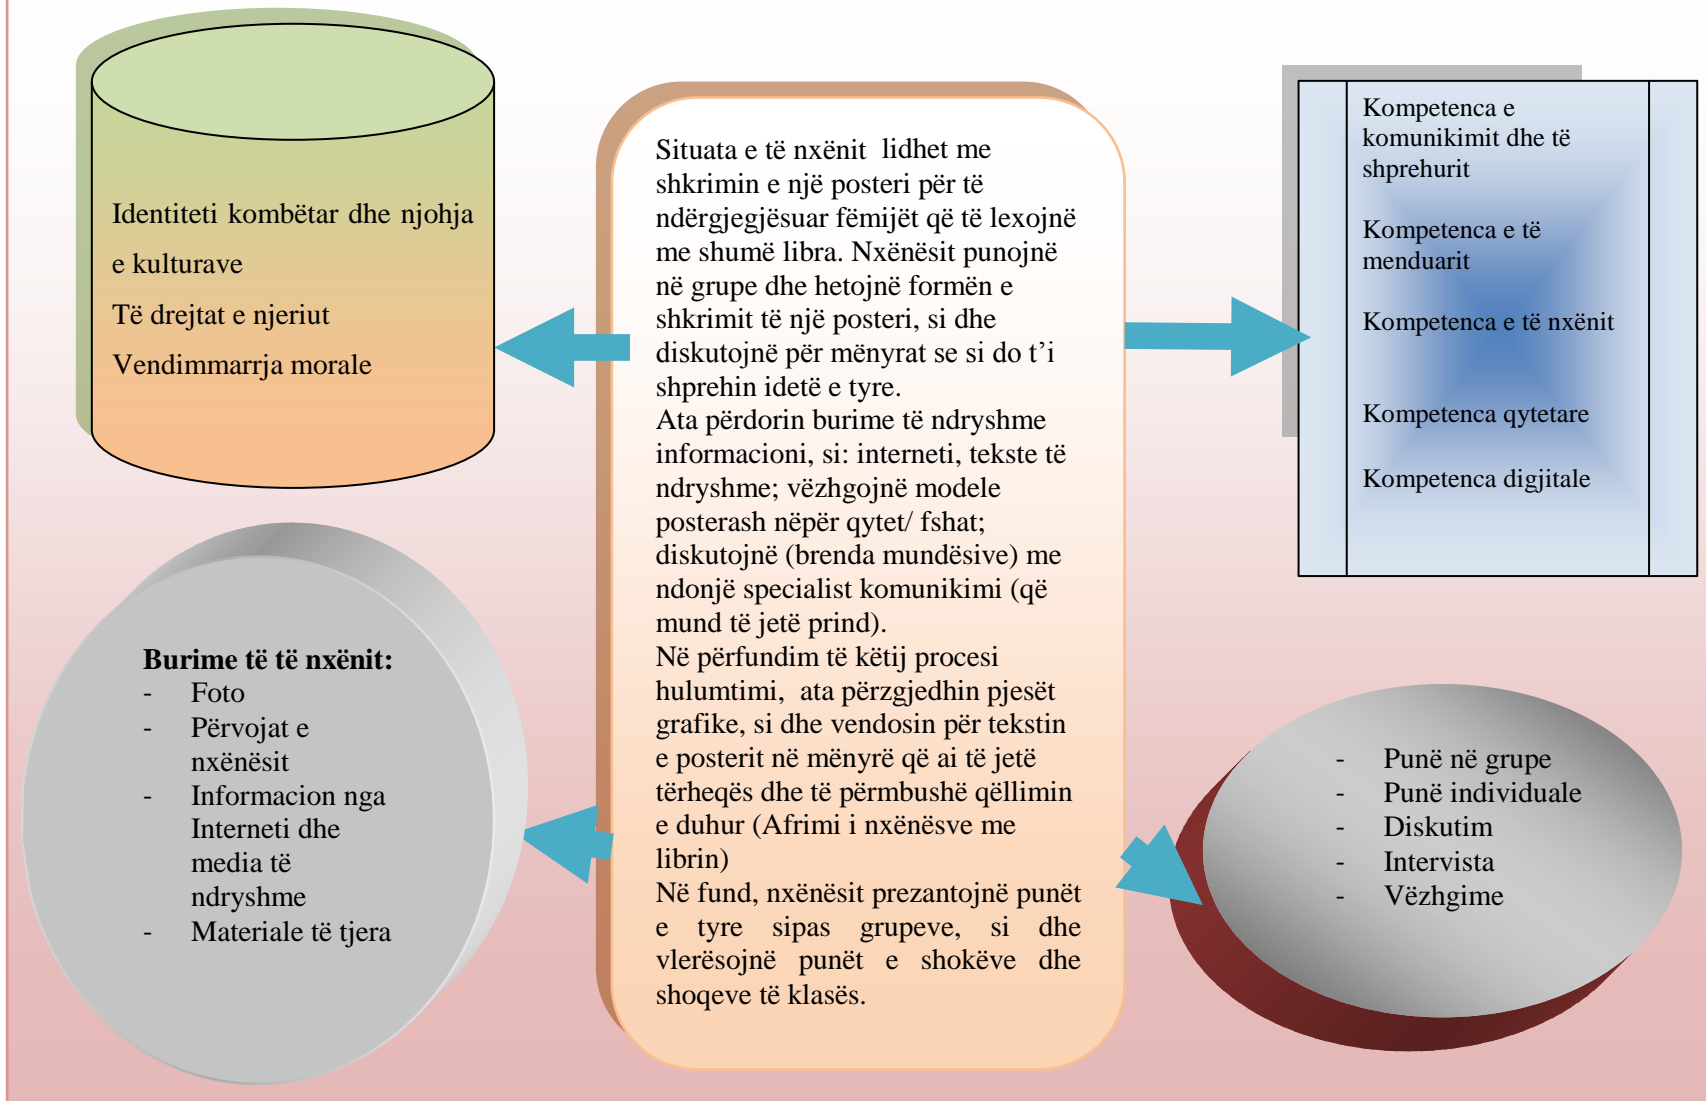 Identiteti kombëtar dhe njohja
e kulturave
Të drejtat e njeriut
Vendimmarrja morale
Situata e të nxënit lidhet me
shkrimin e një posteri për të
ndërgjegjësuar fëmijët që të lexojnë
me shumë libra. Nxënësit punojnë
në grupe dhe hetojnë formën e
shkrimit të një posteri, si dhe
diskutojnë për mënyrat se si do t’i
shprehin idetë e tyre.
Ata përdorin burime të ndryshme
informacioni, si: interneti, tekste të
ndryshme; vëzhgojnë modele
posterash nëpër qytet/ fshat;
diskutojnë (brenda mundësive) me
ndonjë specialist komunikimi (që
mund të jetë prind).
Në përfundim të këtij procesi
hulumtimi, ata përzgjedhin pjesët
grafike, si dhe vendosin për tekstin
e posterit në mënyrë që ai të jetë
tërheqës dhe të përmbushë qëllimin
e duhur (Afrimi i nxënësve me
librin)
Në fund, nxënësit prezantojnë punët
e tyre sipas grupeve, si dhe
vlerësojnë punët e shokëve dhe
shoqeve të klasës.
Kompetenca e
komunikimit dhe të
shprehurit
Kompetenca e të
menduarit
Kompetenca e të nxënit
Kompetenca qytetare
Kompetenca digjitale
Burime të të nxënit:
- Foto
- Përvojat e
nxënësit
- Informacion nga
Interneti dhe
media të
ndryshme
- Materiale të tjera
- Punë në grupe
- Punë individuale
- Diskutim
- Intervista
- Vëzhgime